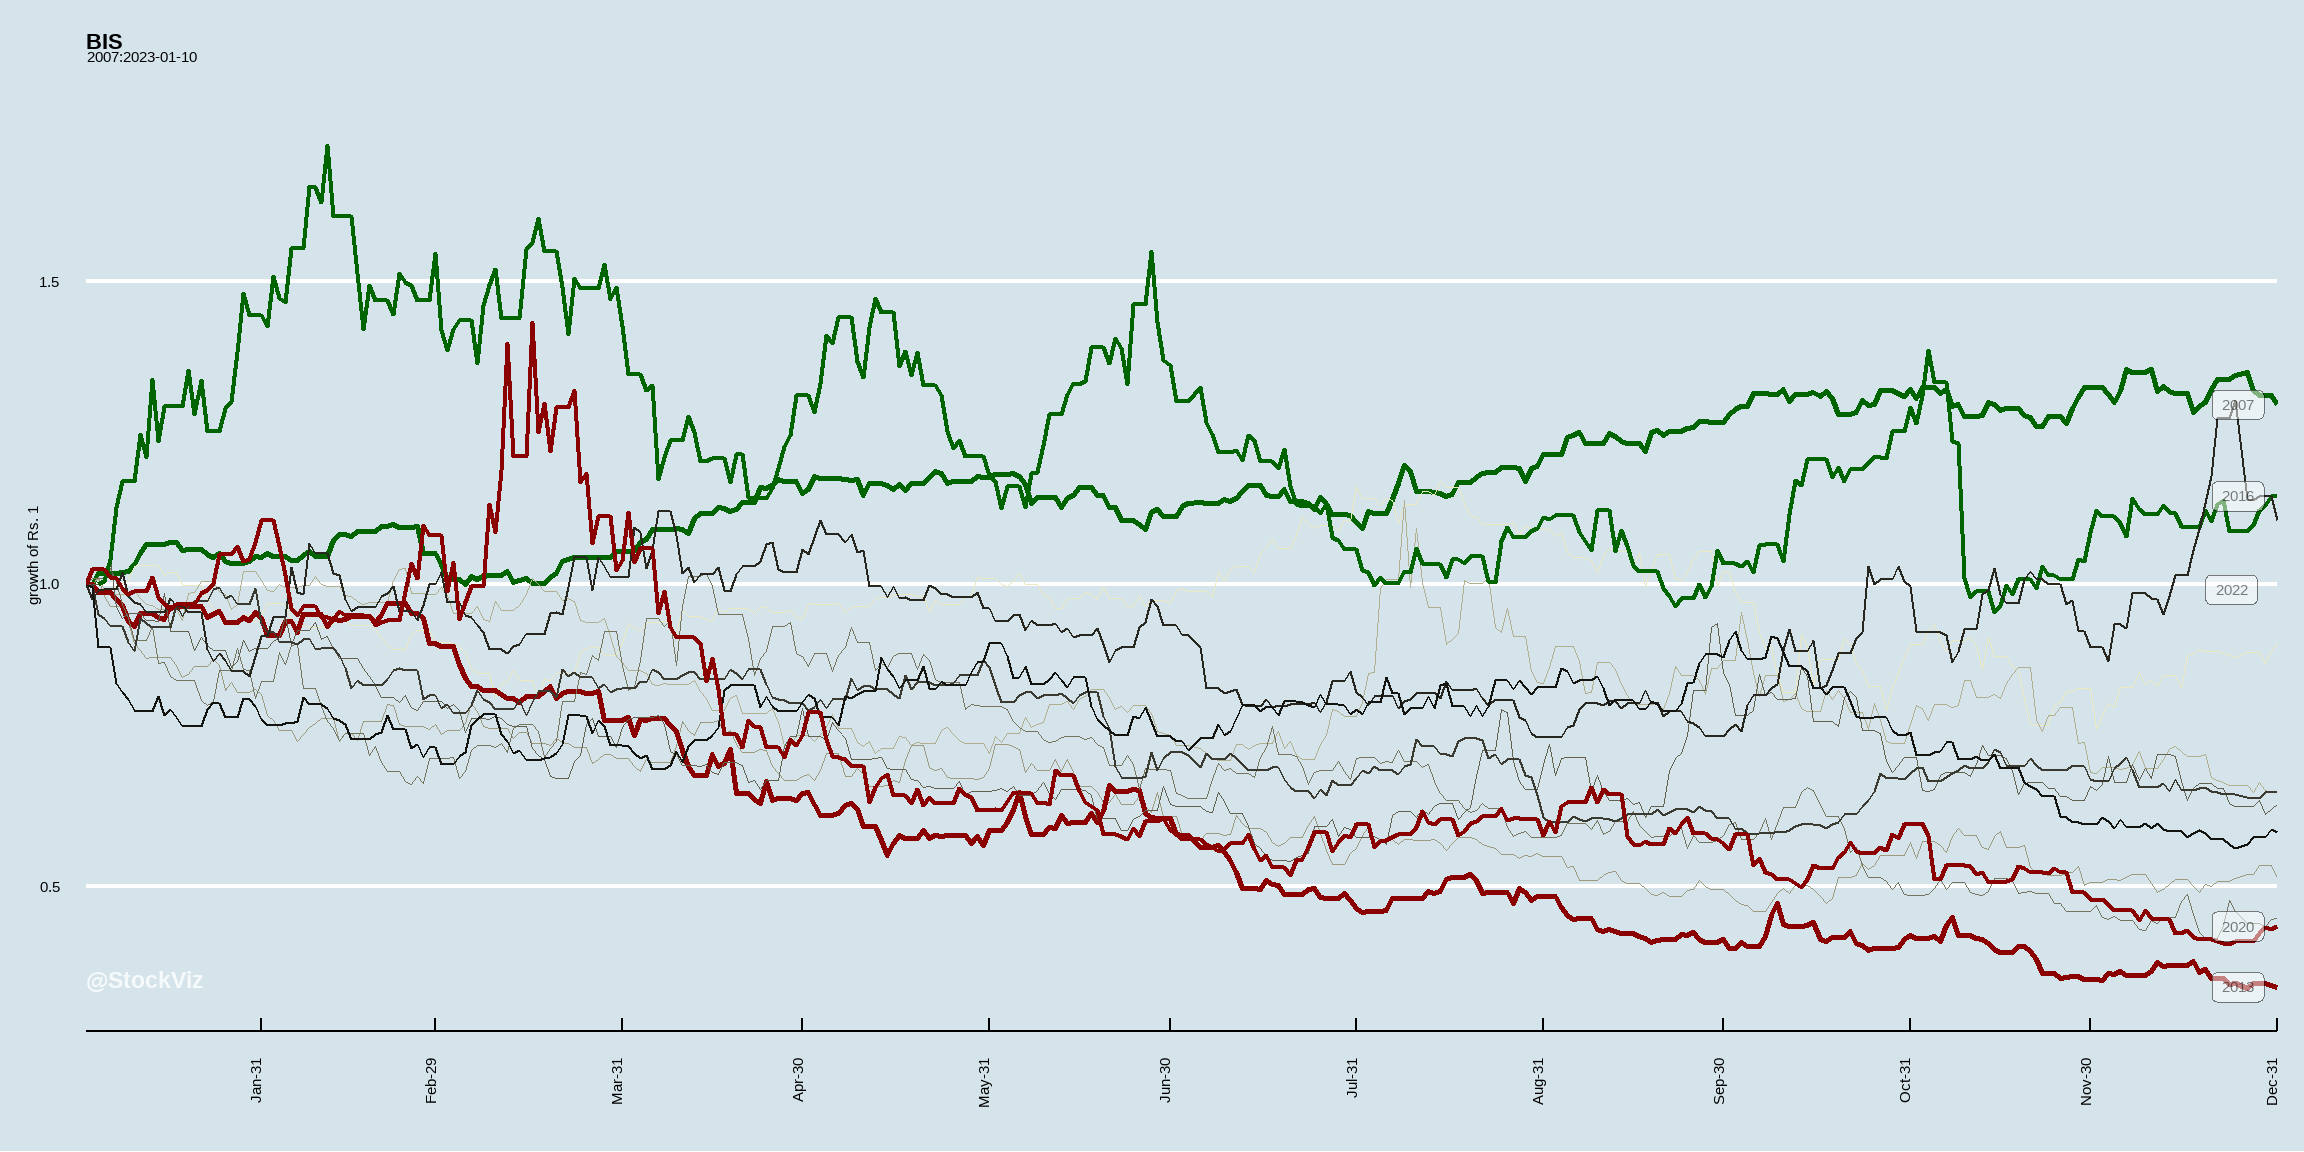 BIS
2007:2023-01-10
growth of Rs. 1
1.5
1.0
0.5
2007
2016
2022
2020
2013
@StockViz
Jan-31
Feb-29
Mar-31
Apr-30
May-31
Jun-30
Jul-31
Aug-31
Sep-30
Oct-31
Nov-30
Dec-31